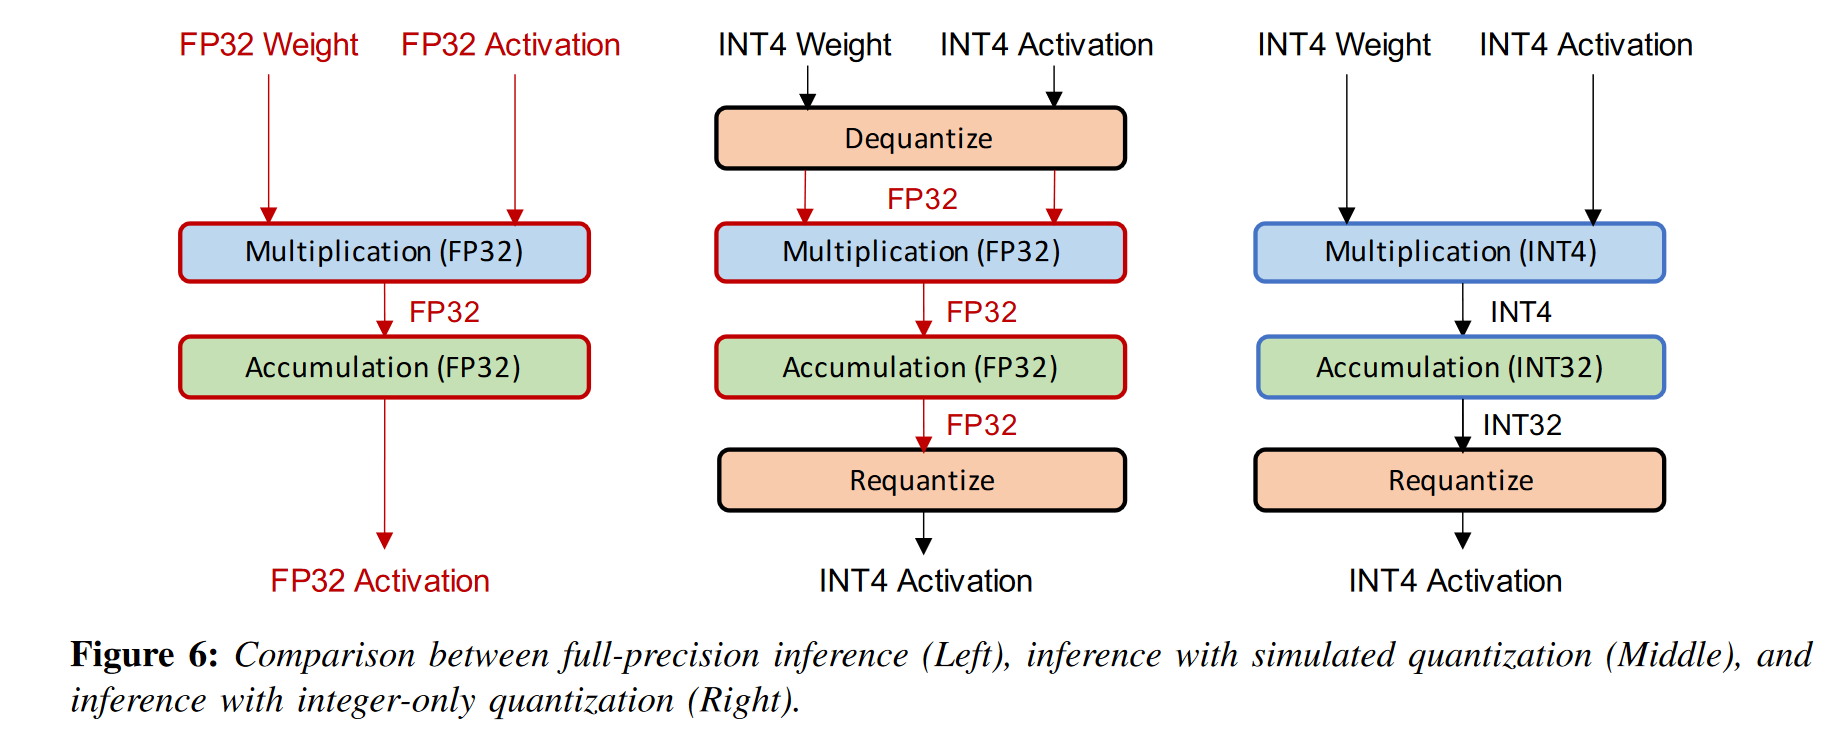 FP32 Weight FP32 Activation
Multiplication (FP32)
FP32
Accumulation (FP32)
FP32 Activation
INT4 Weight INT4 Activation
Dequantize
FP32
Multiplication (FP32)
FP32
Accumulation (FP32)
FP32
Requantize
INT4 Activation
INT4 Weight INT4 Activation
Multiplication (INT4)
INT4
Accumulation (INT32)
INT32
Requantize
INT4 Activation
Figure 6: Comparison between full-precision inference (Left), inference with simulated quantization (Middle), and
inference with integer-only quantization (Right).